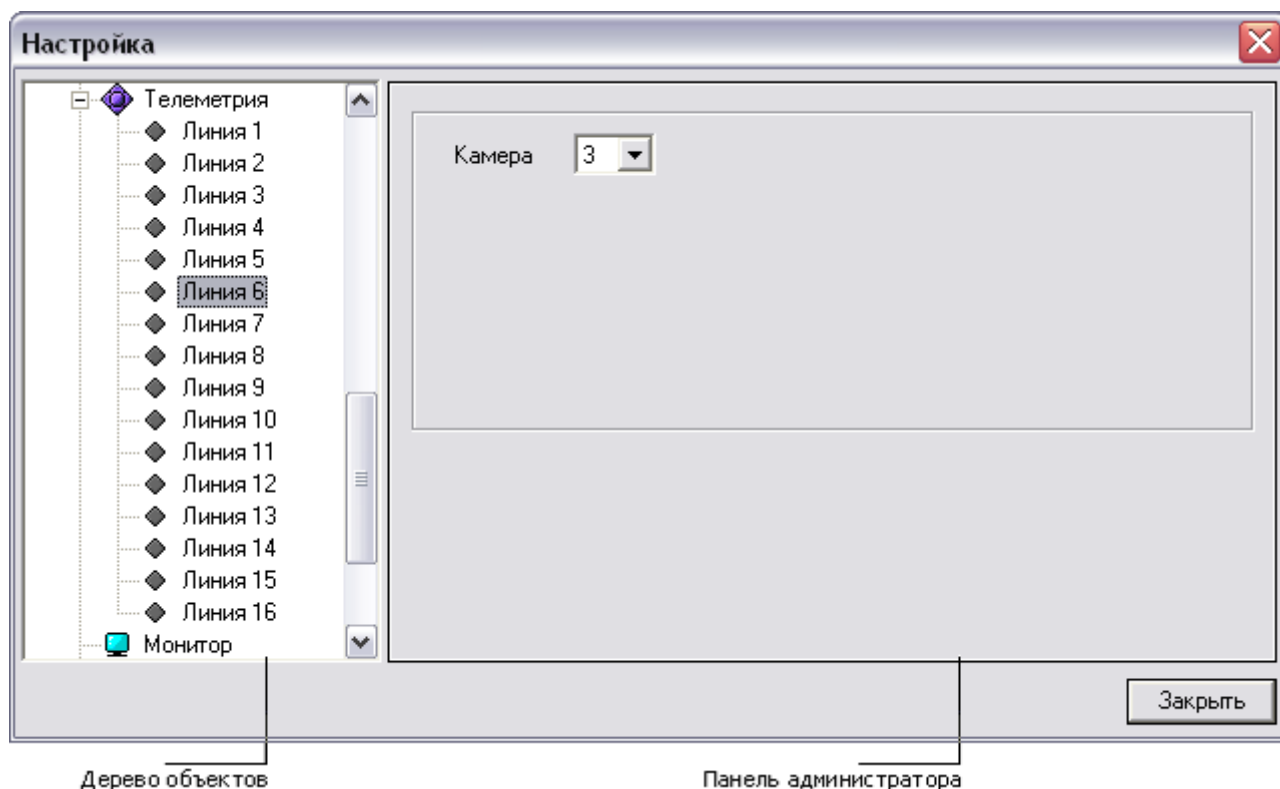 Настройка
Телеметрия
Линия 1
Линия 2
Линия 3
Линия 4
Линия 5
Линия 6
Линия 7
Линия 8
Линия 9
Линия 10
Линия 11
Линия 12
Линия 13
Линия 14
Линия 15
Линия 16
Монитор
Камера 3
Закрыть
Дерево объектов
Панель администратора